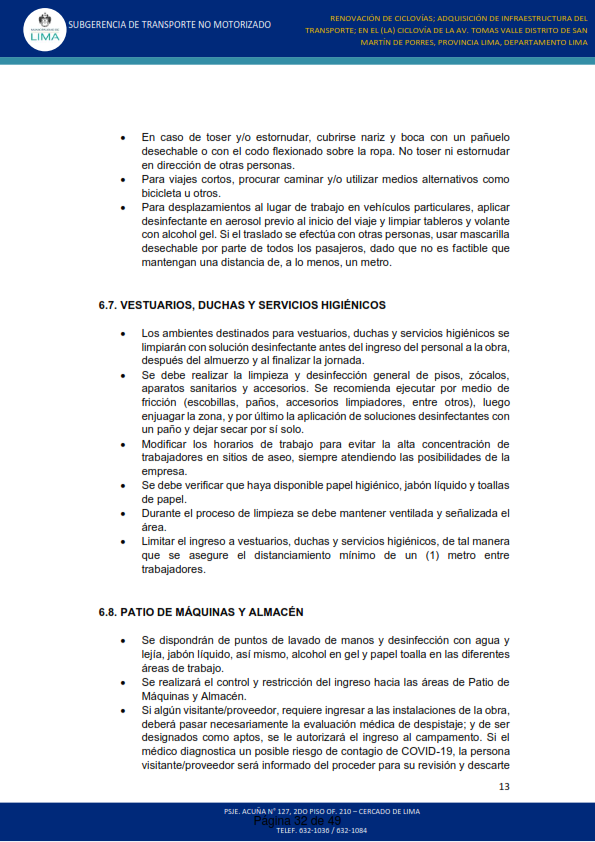 SUBGERENCIA DE TRANSPORTE NO MOTORIZADO
RENOVACIÓN DE CICLOVÍAS; ADQUISICIÓN DE INFRAESTRUCTURA DEL
TRANSPORTE; EN EL (LA) CICLOVÍA DE LA AV. TOMAS VALLE DISTRITO DE SAN
MARTÍN DE PORRES, PROVINCIA LIMA, DEPARTAMENTO LIMA
LIMA
• En caso de toser y/o estornudar, cubrirse nariz y boca con un pañuelo
desechable o con el codo flexionado sobre la ropa. No toser ni estornudar
en dirección de otras personas.
• Para viajes cortos, procurar caminar y/o utilizar medios alternativos como
bicicleta u otros.
• Para desplazamientos al lugar de trabajo en vehículos particulares, aplicar
desinfectante en aerosol previo al inicio del viaje y limpiar tableros y volante
con alcohol gel. Si el traslado se efectúa con otras personas, usar mascarilla
desechable por parte de todos los pasajeros, dado que no es factible que
mantengan una distancia de, a lo menos, un metro.
6.7. VESTUARIOS, DUCHAS Y SERVICIOS HIGIÉNICOS
• Los ambientes destinados para vestuarios, duchas y servicios higiénicos se
limpiarán con solución desinfectante antes del ingreso del personal a la obra,
después del almuerzo y al finalizar la jornada.
• Se debe realizar la limpieza y desinfección general de pisos, zócalos,
aparatos sanitarios y accesorios. Se recomienda ejecutar por medio de
fricción (escobillas, paños, accesorios limpiadores, entre otros), luego
enjuagar la zona, y por último la aplicación de soluciones desinfectantes con
un paño y dejar secar por sí solo.
• Modificar los horarios de trabajo para evitar la alta concentración de
trabajadores en sitios de aseo, siempre atendiendo las posibilidades de la
empresa.
• Se debe verificar que haya disponible papel higiénico, jabón líquido y toallas
de papel.
• Durante el proceso de limpieza se debe mantener ventilada y señalizada el
área.
• Limitar el ingreso a vestuarios, duchas y servicios higiénicos, de tal manera
que se asegure el distanciamiento mínimo de un (1) metro entre
trabajadores.
6.8. PATIO DE MÁQUINAS Y ALMACÉN
• Se dispondrán de puntos de lavado de manos y desinfección con agua y
lejía, jabón líquido, así mismo, alcohol en gel y papel toalla en las diferentes
áreas de trabajo.
• Se realizará el control y restricción del ingreso hacia las áreas de Patio de
Máquinas y Almacén.
• Si algún visitante/proveedor, requiere ingresar a las instalaciones de la obra,
deberá pasar necesariamente la evaluación médica de despistaje; y de ser
designados como aptos, se le autorizará el ingreso al campamento. Si el
médico diagnostica un posible riesgo de contagio de COVID-19, la persona
visitante/proveedor será informado del proceder para su revisión y descarte
13
PSJE. ACUÑA N° 127, 2DO PISO OF. 210 – CERCADO DE LIMA
Página 32 de 49
TELEF. 632-1036 / 632-1084